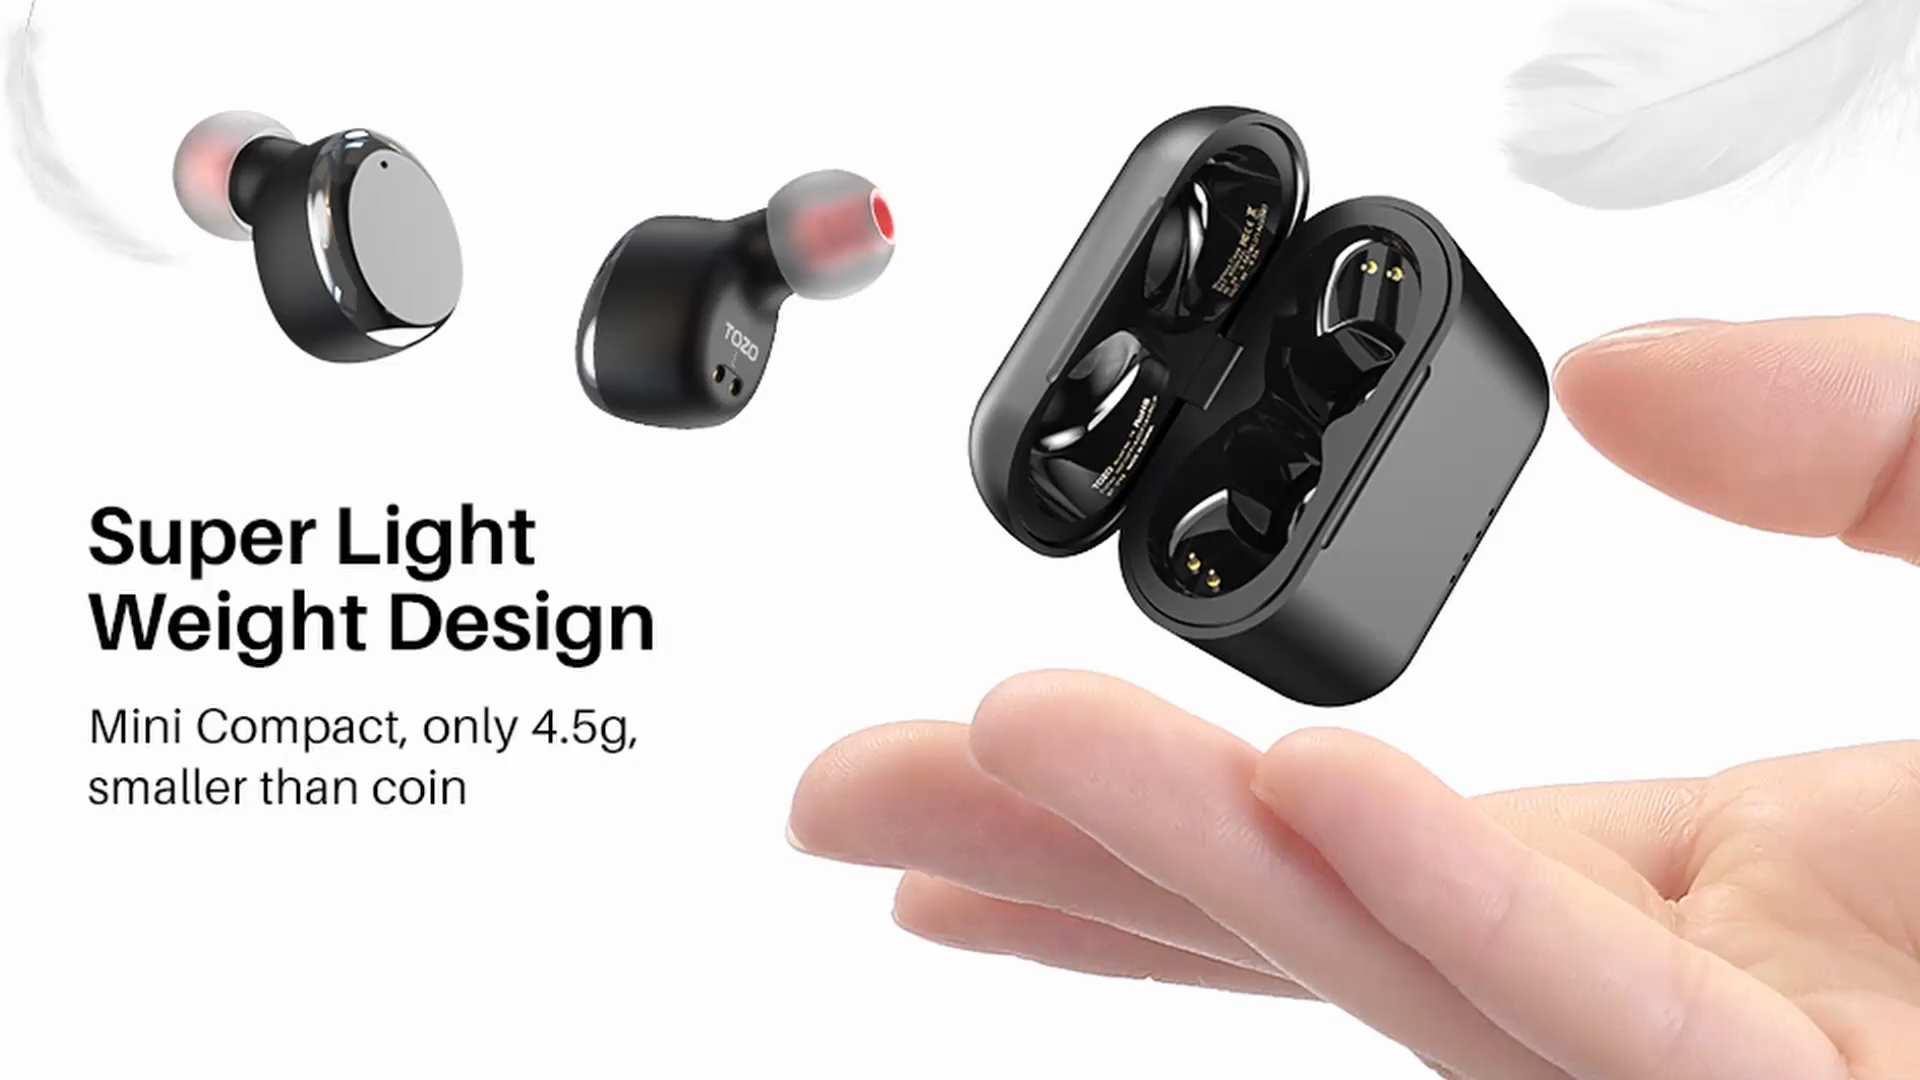 TOZO
Super Light
Weight Design
Mini Compact, only 4.5g,
smaller than coin